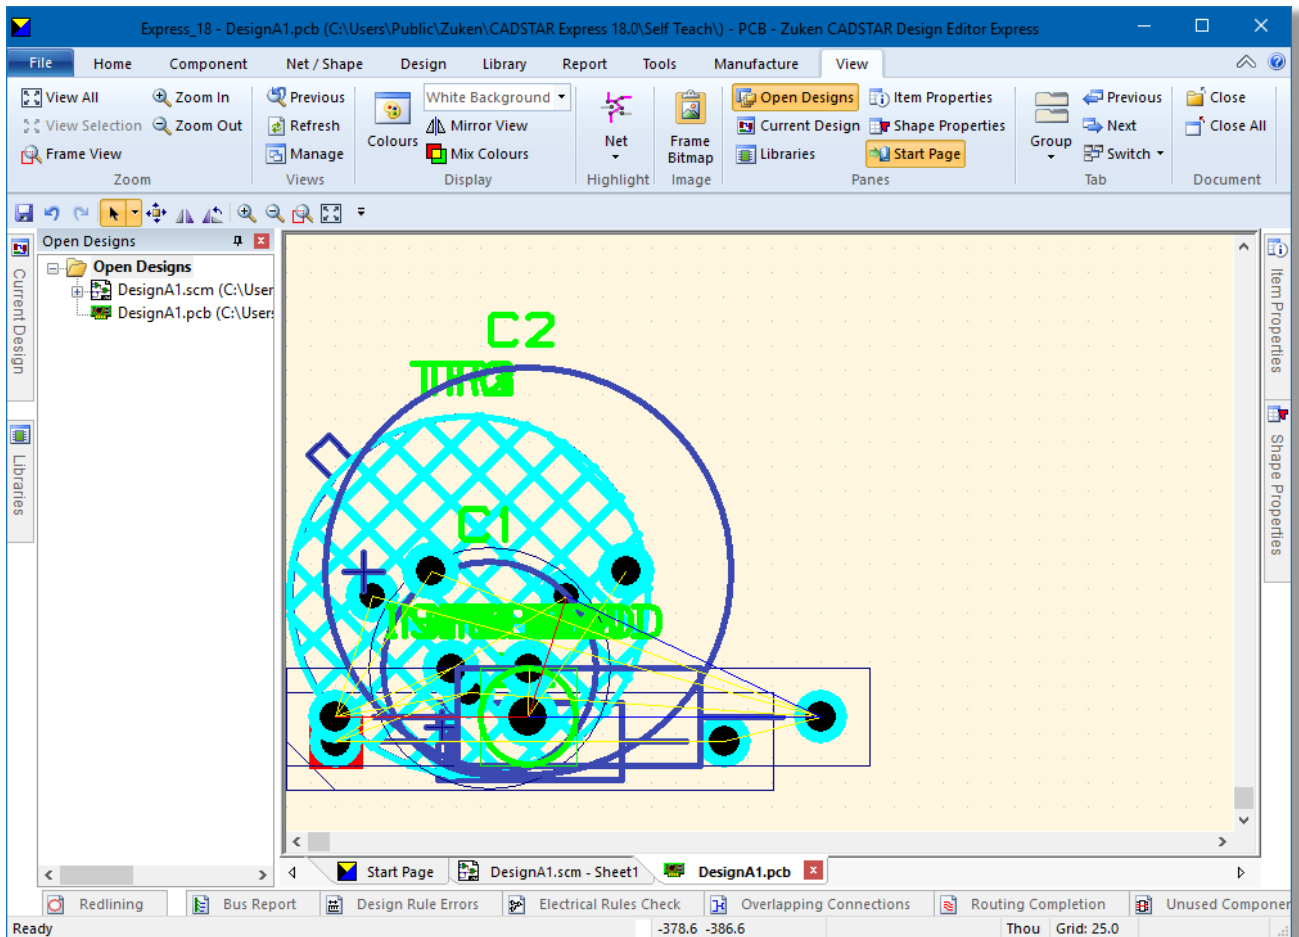 Express_18 - DesignA1.pcb (C:\Users\Public\Zuken\CADSTAR Express 18.0\Self Teach\) - PCB - Zuken CADSTAR Design Editor Express
File Home Component Net / Shape Design Library Report Tools Manufacture View
View All Zoom In Previous White Background Open Designs Item Properties Previous Close
View Selection Zoom Out Refresh Mirror View Current Design Shape Properties Next Close All
Frame View Manage Colours Mix Colours Net Frame Bitmap Libraries Start Page Group Switch
Zoom Views Display Highlight Image Panes Tab Document
Open Designs
Open Designs
DesignA1.scm (C:\User
DesignA1.pcb (C:\User
Current Design
Libraries
Item Properties
Shape Properties
C2
C1
Start Page DesignA1.scm - Sheet1 DesignA1.pcb
Redlining Bus Report Design Rule Errors Electrical Rules Check Overlapping Connections Routing Completion Unused Componer
Ready -378.6 -386.6 Thou Grid: 25.0